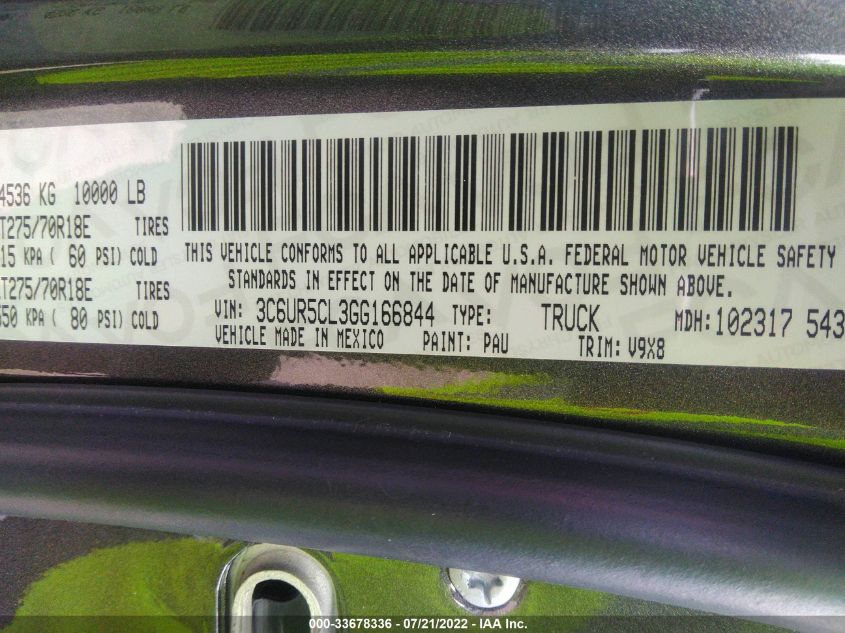 4536 KG 10000 LB
T275/70R18E TIRES
15 KPA ( 60 PSI) COLD
T275/70R18E TIRES
550 KPA ( 80 PSI) COLD
THIS VEHICLE CONFORMS TO ALL APPLICABLE U.S.A. FEDERAL MOTOR VEHICLE SAFETY
STANDARDS IN EFFECT ON THE DATE OF MANUFACTURE SHOWN ABOVE.
VIN: 3C6UR5CL3GG166844 TYPE: TRUCK MDH: 102317 543
VEHICLE MADE IN MEXICO PAINT: PAU TRIM: V9X8
000-33678336 - 07/21/2022 - IAA Inc.